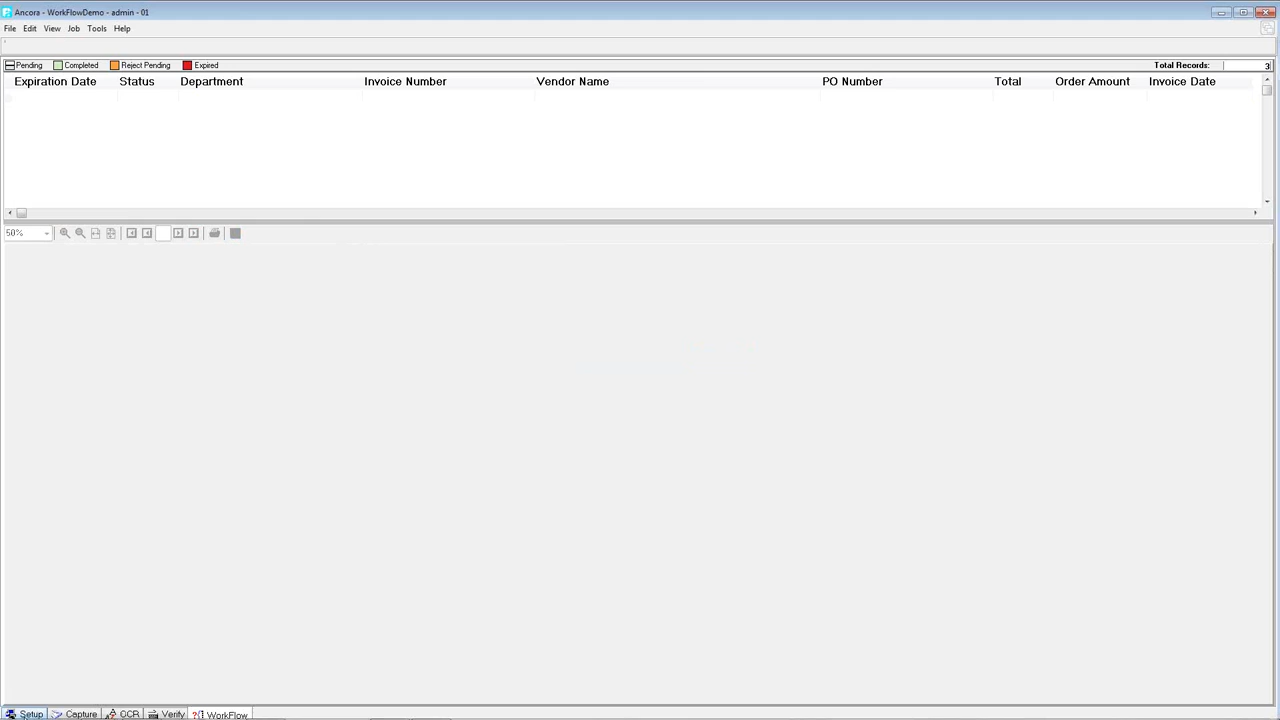 Ancora - WorkFlowDemo - admin - 01
File Edit View Job Tools Help
Pending Completed Reject Pending Expired Total Records: 3
Expiration Date Status Department Invoice Number Vendor Name PO Number Total Order Amount Invoice Date
50%
Setup Capture OCR Verify WorkFlow